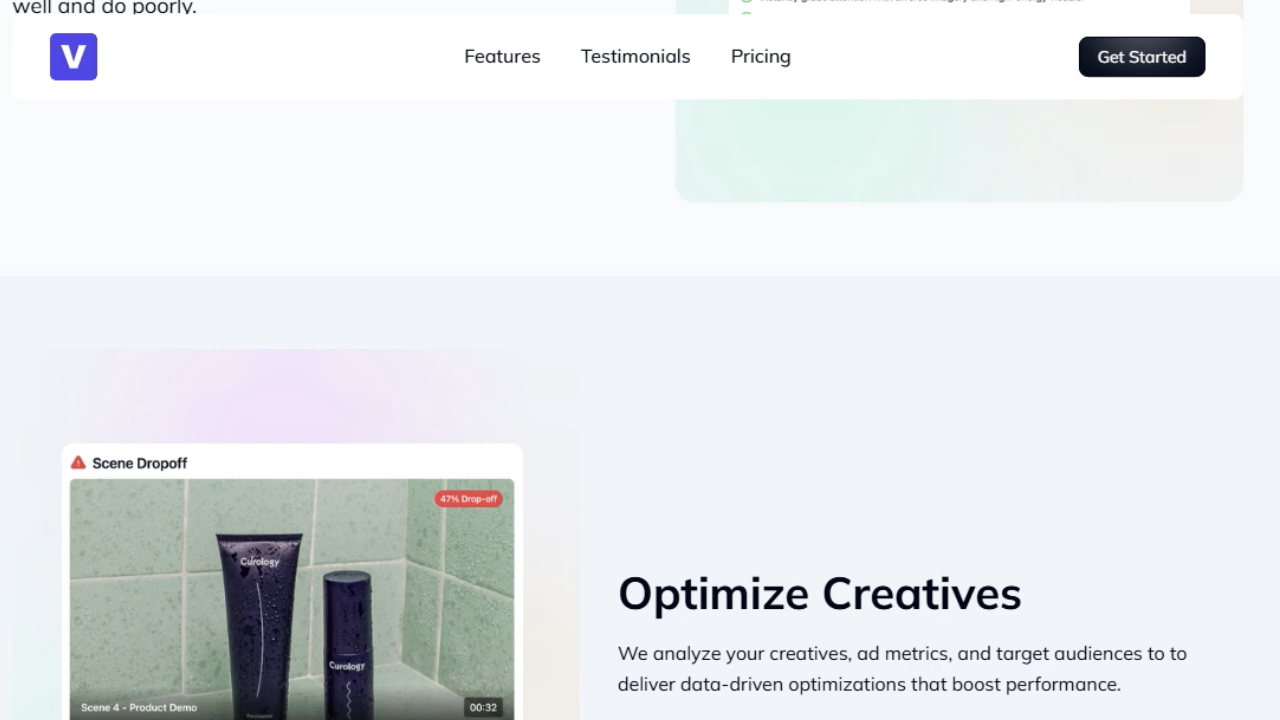 well and do poorly.
V
Features
Testimonials
Pricing
Get Started
Scene Dropoff
47% Drop-off
Curology
Curology
Scene 4 - Product Demo
00:32
Optimize Creatives
We analyze your creatives, ad metrics, and target audiences to to
deliver data-driven optimizations that boost performance.